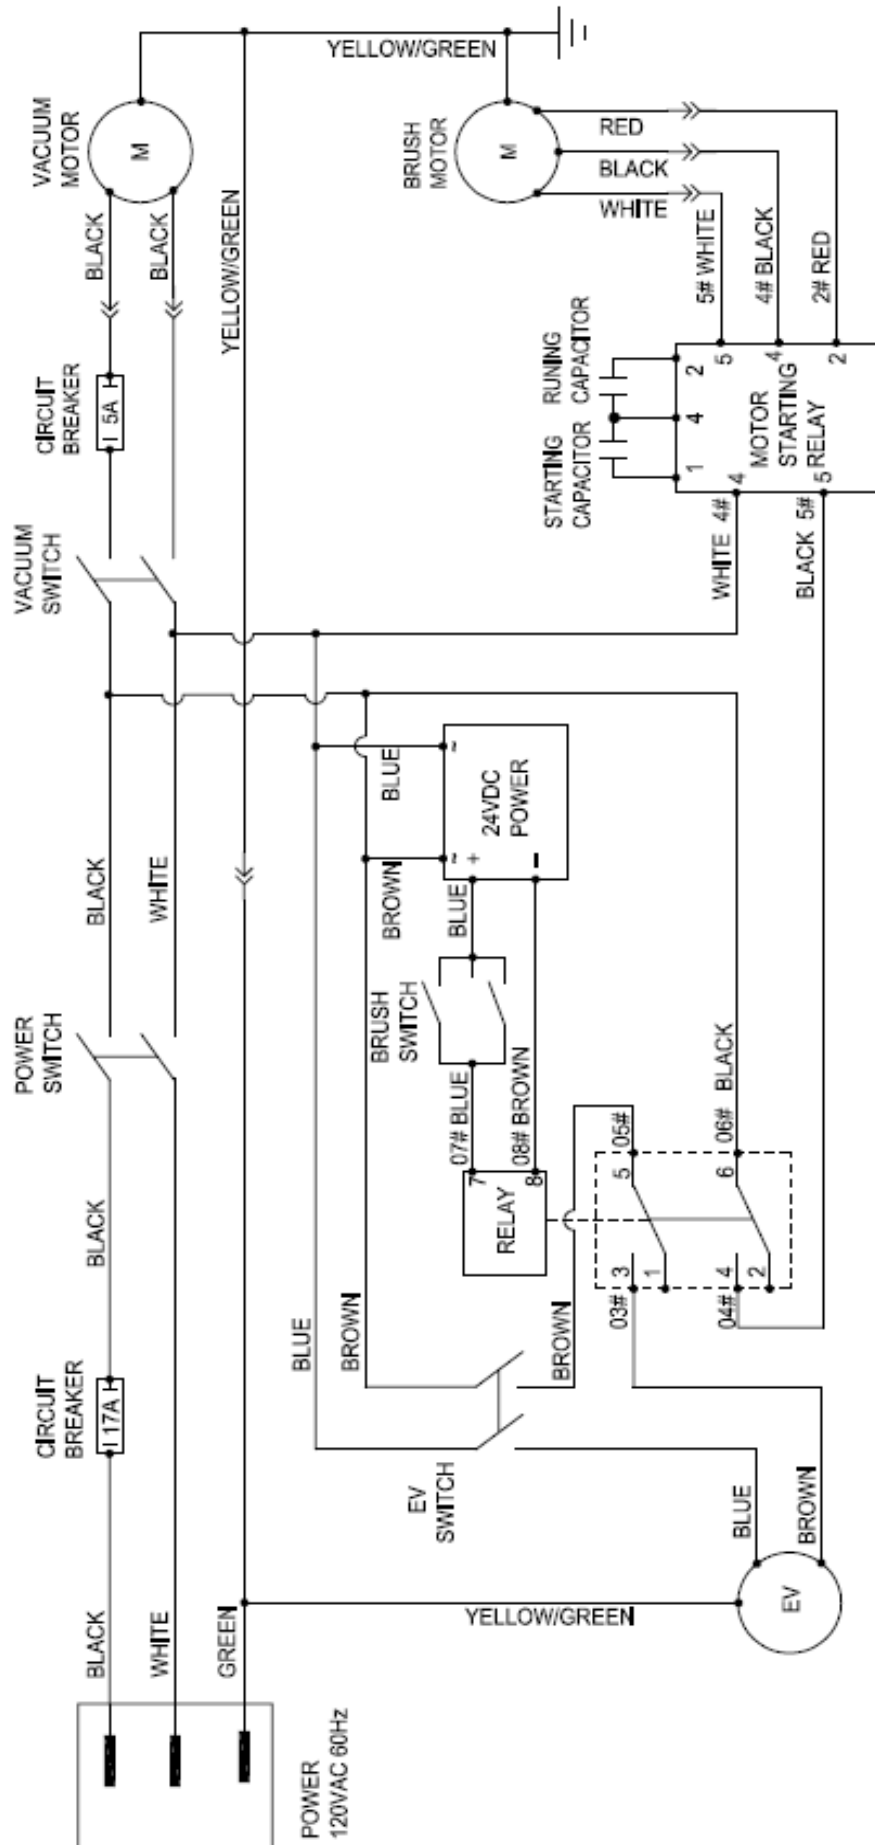 VACUUM
MOTOR
M
BLACK
BLACK
YELLOW/GREEN
YELLOW/GREEN
BRUSH
MOTOR
M
RED
BLACK
WHITE
5# WHITE
4# BLACK
2# RED
CIRCUIT
BREAKER
5A
STARTING
CAPACITOR
RUNING
CAPACITOR
1
4
2
5
4
2
MOTOR
STARTING
RELAY
4
5
WHITE 4#
BLACK 5#
VACUUM
SWITCH
BLACK
WHITE
BLUE
BROWN
24VDC
POWER
~
~
+
-
BLUE
BRUSH
SWITCH
07# BLUE
08# BROWN
RELAY
7
8
POWER
SWITCH
BLACK
05#
06# BLACK
5
6
3
1
4
2
03#
04#
BLUE
BROWN
BROWN
CIRCUIT
BREAKER
17A
EV
SWITCH
BLUE
BROWN
EV
YELLOW/GREEN
BLACK
WHITE
GREEN
POWER
120VAC 60Hz